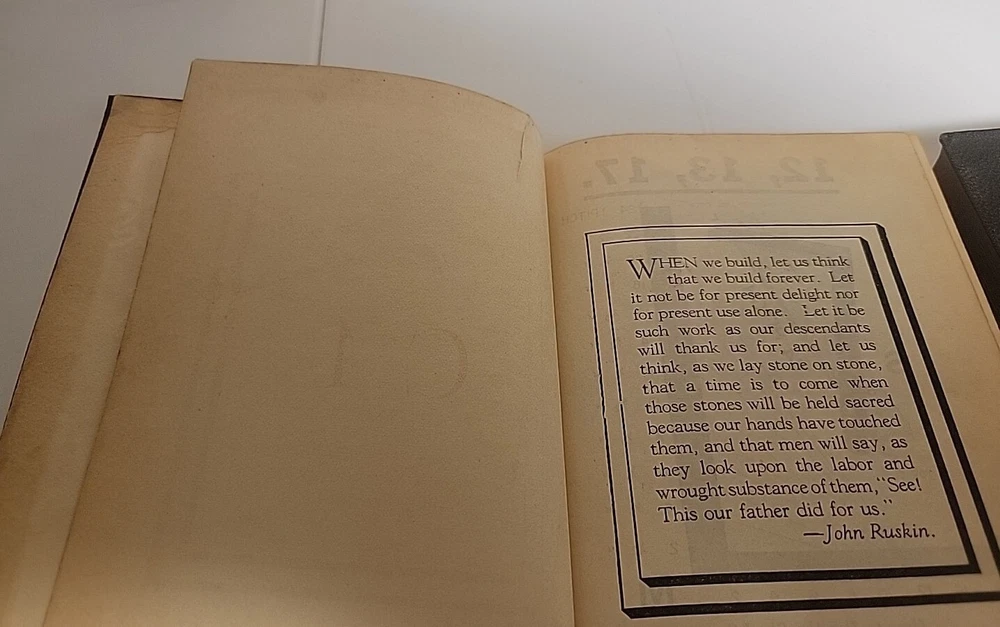 WHEN we build, let us think
that we build forever. Let
it not be for present delight nor
for present use alone. Let it be
such work as our descendants
will thank us for; and let us
think, as we lay stone on stone,
that a time is to come when
those stones will be held sacred
because our hands have touched
them, and that men will say, as
they look upon the labor and
wrought substance of them, "See!
This our father did for us."
—John Ruskin.